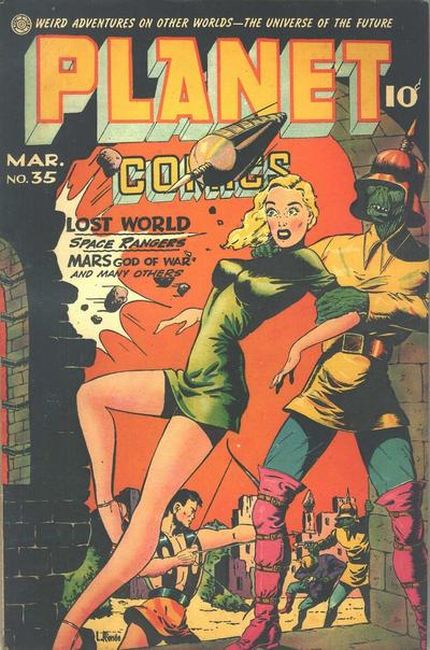 WEIRD ADVENTURES ON OTHER WORLDS—THE UNIVERSE OF THE FUTURE
PLANET
10¢
COMICS
MAR.
NO. 35
LOST WORLD
SPACE RANGERS
MARS GOD OF WAR
AND MANY OTHERS